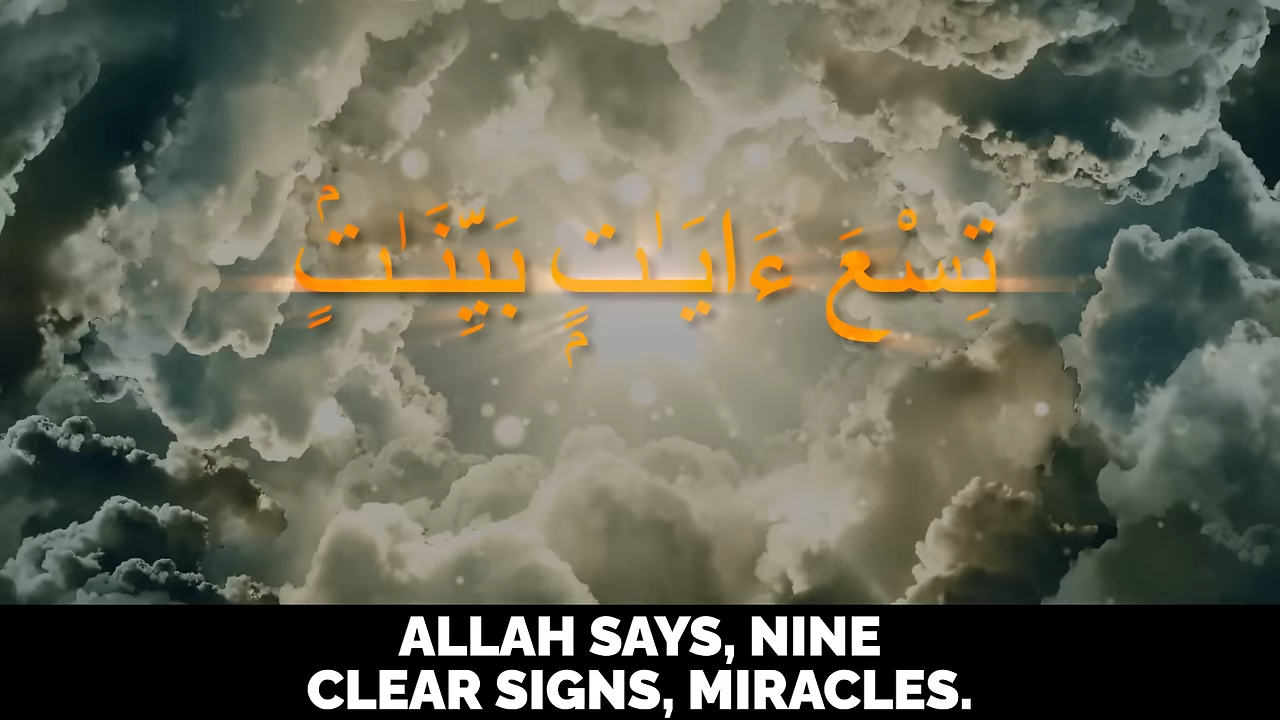 تِسْعَ ءَايَـٰتٍۭ بَيِّنَـٰتٍۢ
ALLAH SAYS, NINE
CLEAR SIGNS, MIRACLES.